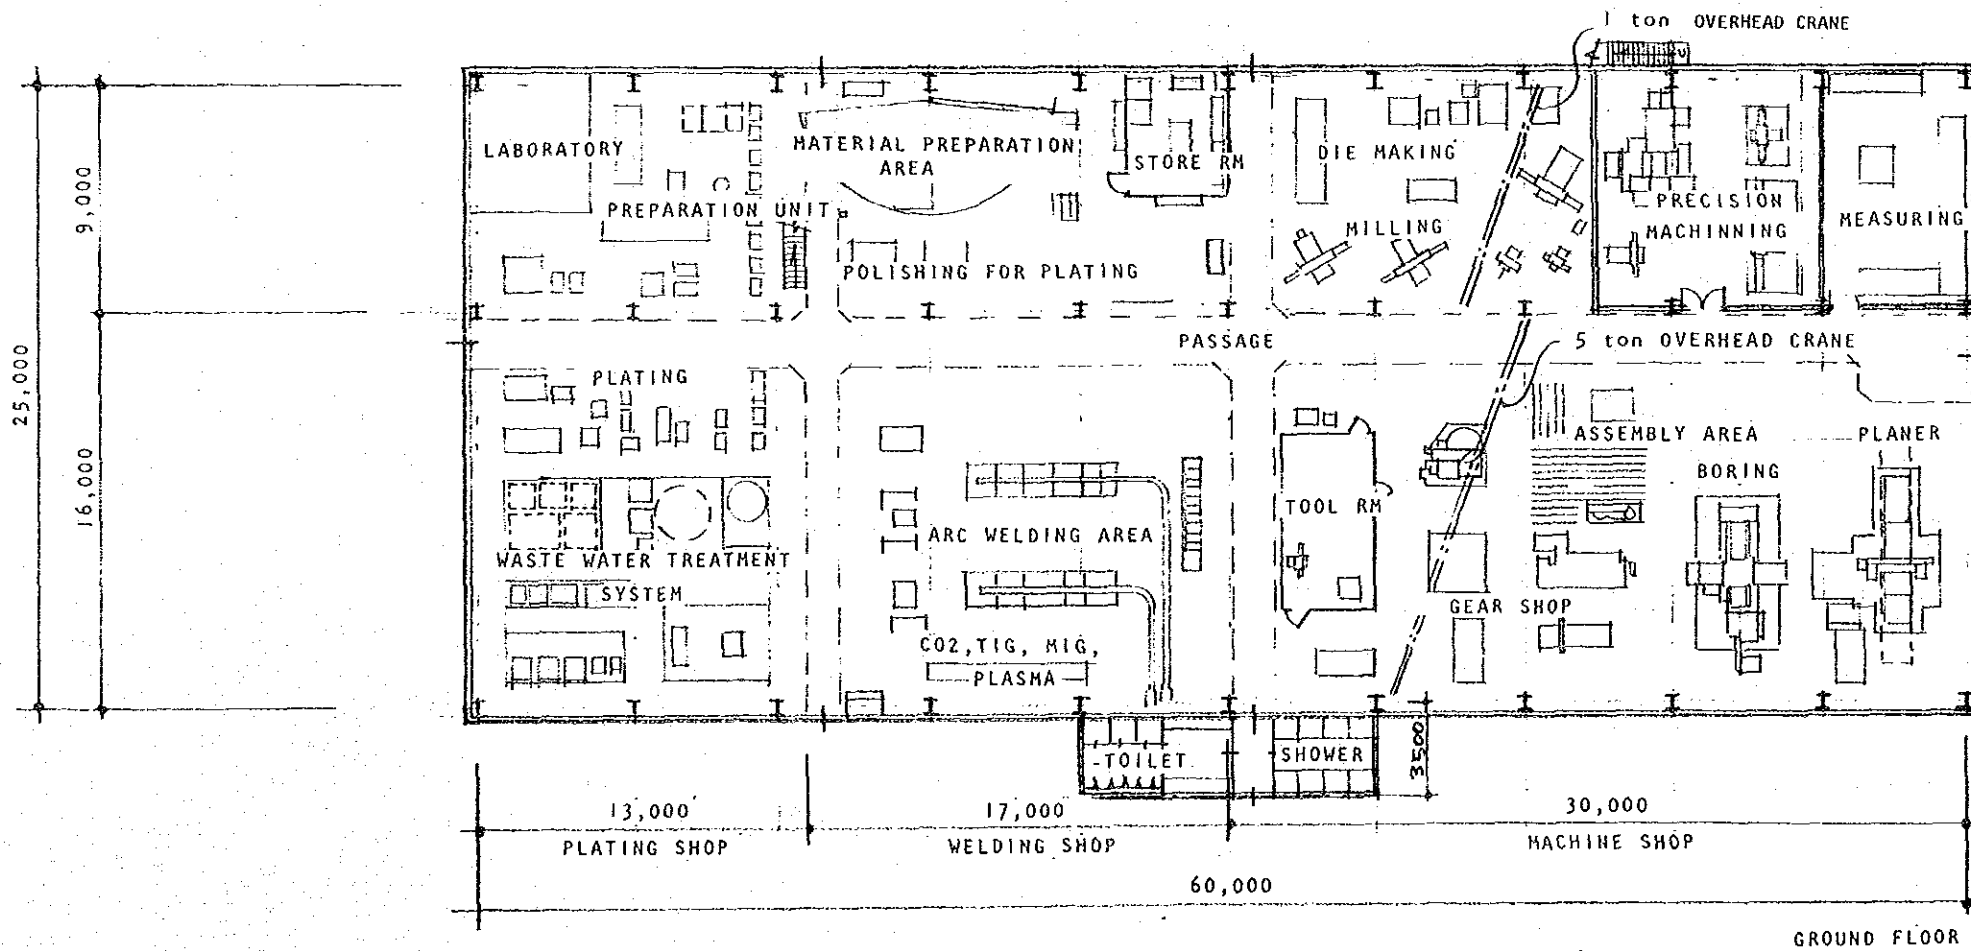 1 ton OVERHEAD CRANE
LABORATORY
MATERIAL PREPARATION
AREA
STORE RM
DIE MAKING
PREPARATION UNIT
PRECISION
MACHINNING
MEASURING
MILLING
POLISHING FOR PLATING
9,000
25,000
16,000
PASSAGE
5 ton OVERHEAD CRANE
PLATING
ASSEMBLY AREA
PLANER
BORING
TOOL RM
ARC WELDING AREA
WASTE WATER TREATMENT
SYSTEM
GEAR SHOP
CO2, TIG, MIG,
PLASMA
TOILET
SHOWER
3500
13,000
17,000
30,000
PLATING SHOP
WELDING SHOP
MACHINE SHOP
60,000
GROUND FLOOR